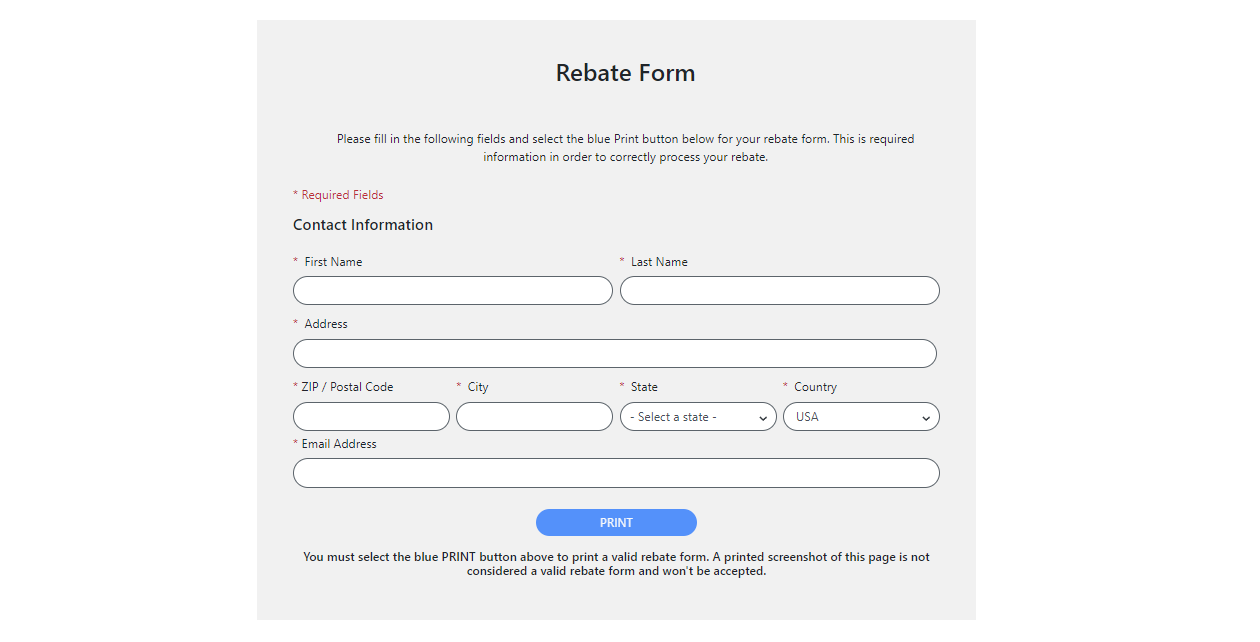 Rebate Form
Please fill in the following fields and select the blue Print button below for your rebate form. This is required
information in order to correctly process your rebate.
* Required Fields
Contact Information
* First Name * Last Name
* Address
* ZIP / Postal Code * City * State * Country
- Select a state - USA
* Email Address
PRINT
You must select the blue PRINT button above to print a valid rebate form. A printed screenshot of this page is not
considered a valid rebate form and won't be accepted.